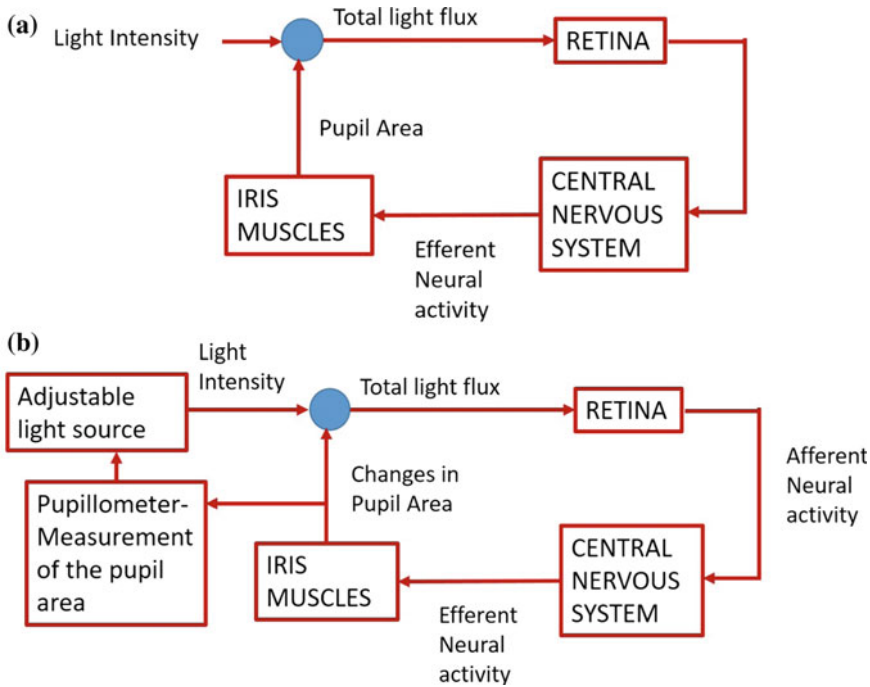 (a)
Light Intensity
Total light flux
RETINA
Pupil Area
IRIS
MUSCLES
CENTRAL
NERVOUS
SYSTEM
Efferent
Neural
activity
(b)
Light
Intensity
Adjustable
light source
Total light flux
RETINA
Changes in
Pupil Area
Afferent
Neural
activity
Pupillometer-
Measurement
of the pupil
area
IRIS
MUSCLES
CENTRAL
NERVOUS
SYSTEM
Efferent
Neural
activity